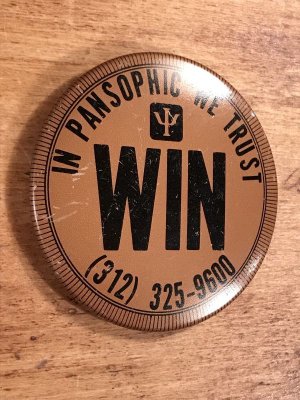 IN PANSOPHIC WE TRUST
WIN
(312) 325-9600